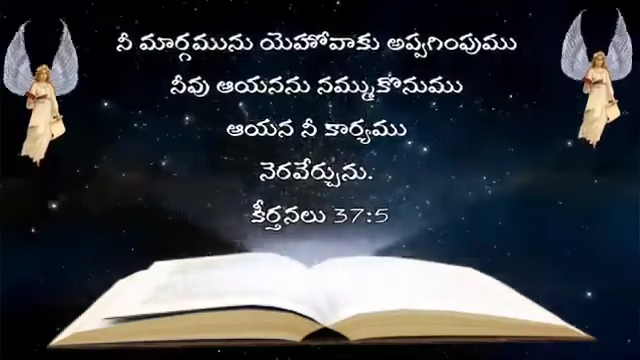 నీ మార్గమును యెహోవాకు అప్పగింపుము
నీవు ఆయనను నమ్ముకొనుము
ఆయన నీ కార్యము
నెరవేర్చును.
కీర్తనలు 37:5